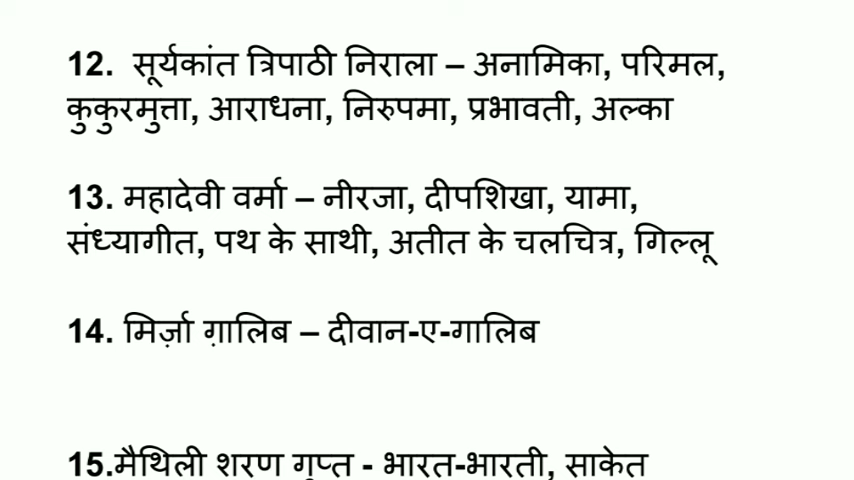 12. सूर्यकांत त्रिपाठी निराला – अनामिका, परिमल,
कुकुरमुत्ता, आराधना, निरुपमा, प्रभावती, अल्का
13. महादेवी वर्मा – नीरजा, दीपशिखा, यामा,
संध्यागीत, पथ के साथी, अतीत के चलचित्र, गिल्लू
14. मिर्ज़ा ग़ालिब – दीवान-ए-गालिब
15.मैथिली शरण गुप्त - भारत-भारती, साकेत